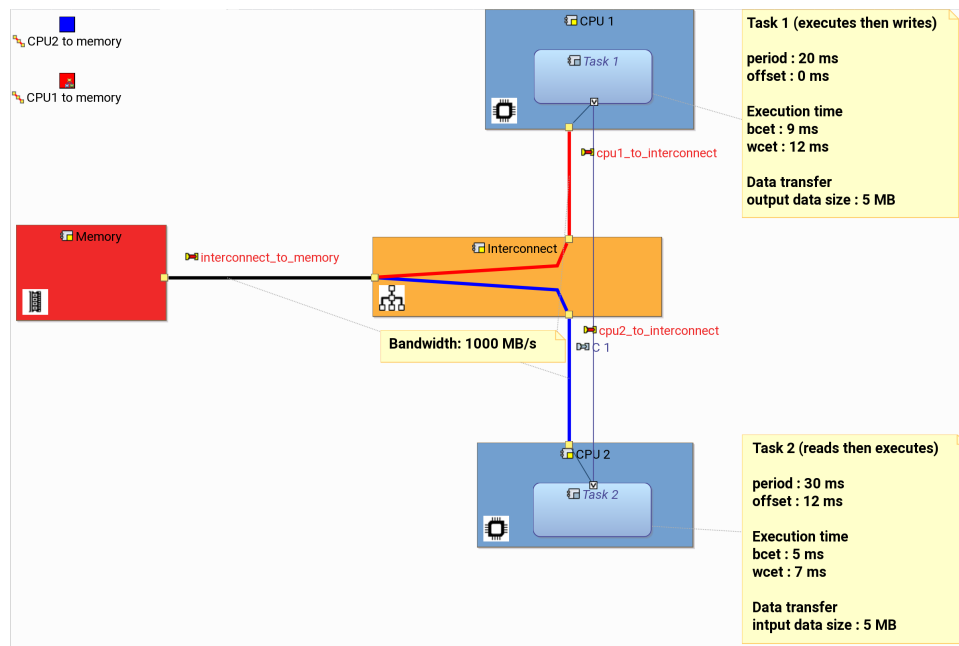 CPU2 to memory
CPU1 to memory
CPU 1
Task 1
Task 1 (executes then writes)
period : 20 ms
offset : 0 ms
Execution time
bcet : 9 ms
wcet : 12 ms
Data transfer
output data size : 5 MB
cpu1_to_interconnect
Memory
interconnect_to_memory
Interconnect
Bandwidth: 1000 MB/s
cpu2_to_interconnect
C 1
CPU 2
Task 2
Task 2 (reads then executes)
period : 30 ms
offset : 12 ms
Execution time
bcet : 5 ms
wcet : 7 ms
Data transfer
intput data size : 5 MB